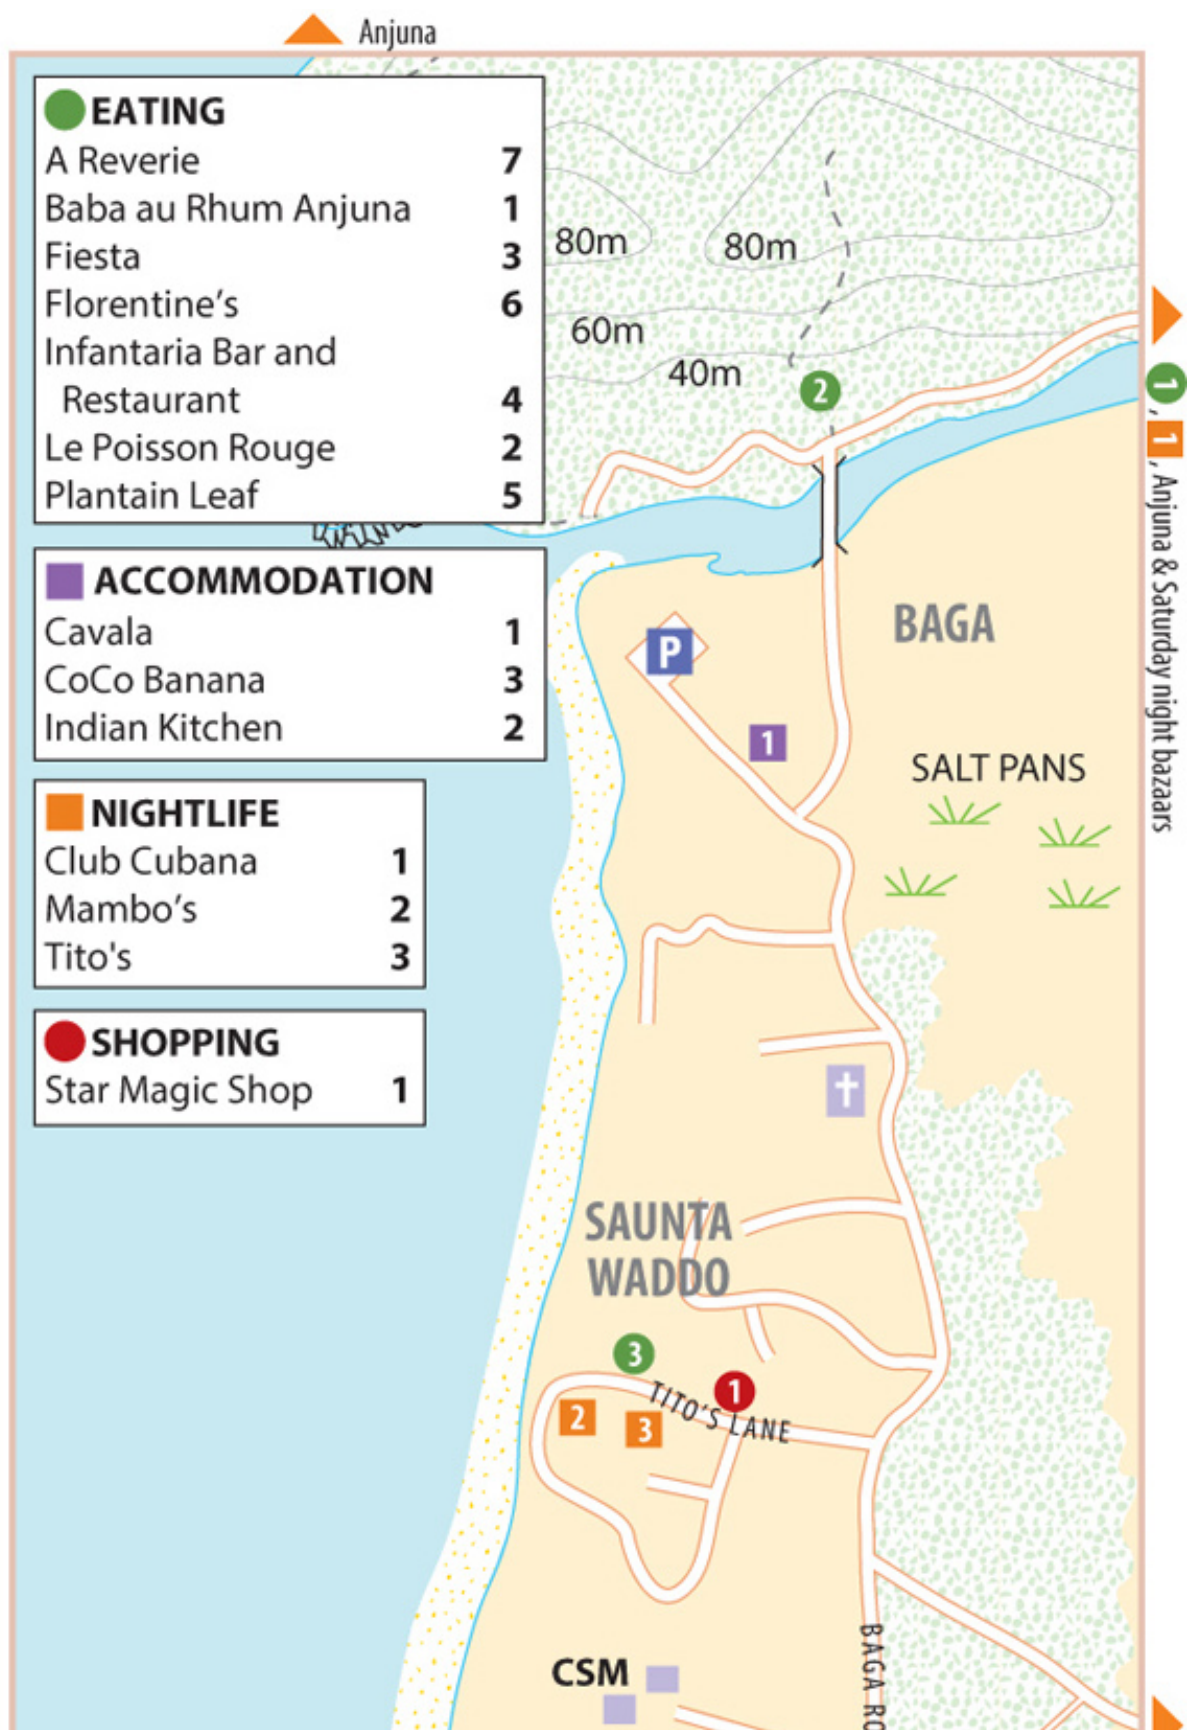 Anjuna
EATING
A Reverie 7
Baba au Rhum Anjuna 1
Fiesta 3
Florentine’s 6
Infantaria Bar and
Restaurant 4
Le Poisson Rouge 2
Plantain Leaf 5
ACCOMMODATION
Cavala 1
CoCo Banana 3
Indian Kitchen 2
NIGHTLIFE
Club Cubana 1
Mambo’s 2
Tito's 3
SHOPPING
Star Magic Shop 1
80m
80m
60m
40m
2
1, 1, Anjuna & Saturday night bazaars
BAGA
P
1
SALT PANS
SAUNTA
WADDO
3
1
TITO’S LANE
2
3
CSM
BAGA RO